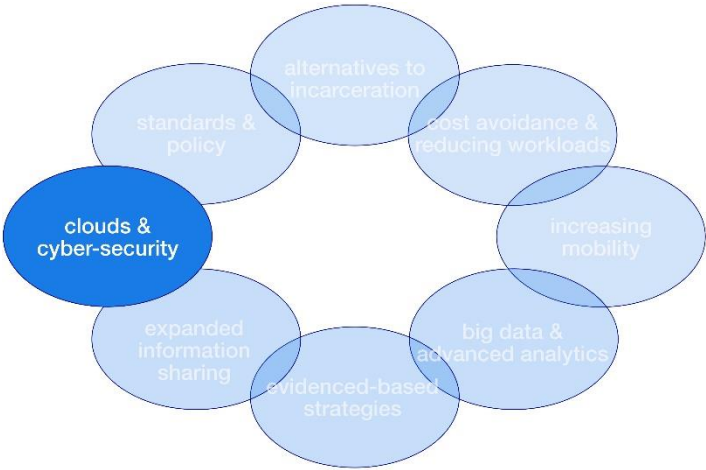 alternatives to
incarceration
standards &
policy
cost avoidance &
reducing workloads
clouds &
cyber-security
increasing
mobility
expanded
information
sharing
big data &
advanced analytics
evidenced-based
strategies